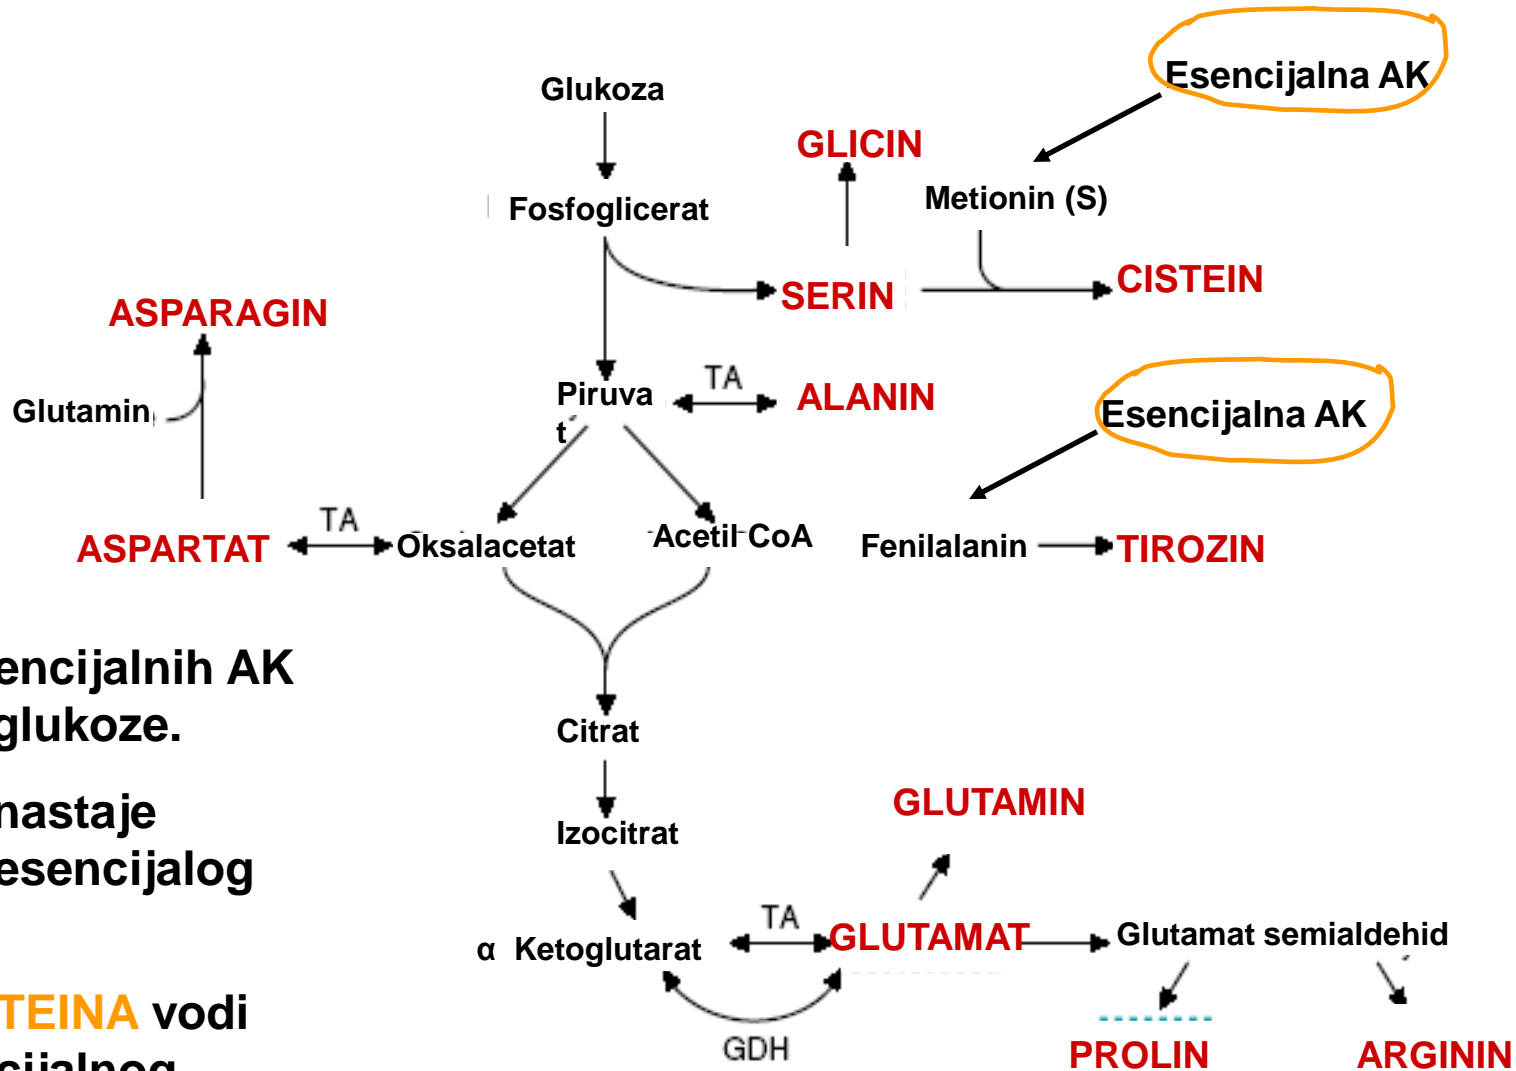 Esencijalna AK
Glukoza
GLICIN
Metionin (S)
Fosfoglicerat
CISTEIN
SERIN
ASPARAGIN
TA
Piruva
t
ALANIN
Glutamin
Esencijalna AK
TA
ASPARTAT
Oksalacetat
Acetil CoA
Fenilalanin
TIROZIN
encijalnih AK
glukoze.
Citrat
nastaje
GLUTAMIN
Izocitrat
esencijalog
TA
α Ketoglutarat
GLUTAMAT
Glutamat semialdehid
TEINA vodi
GDH
PROLIN
ARGININ
cijalnog